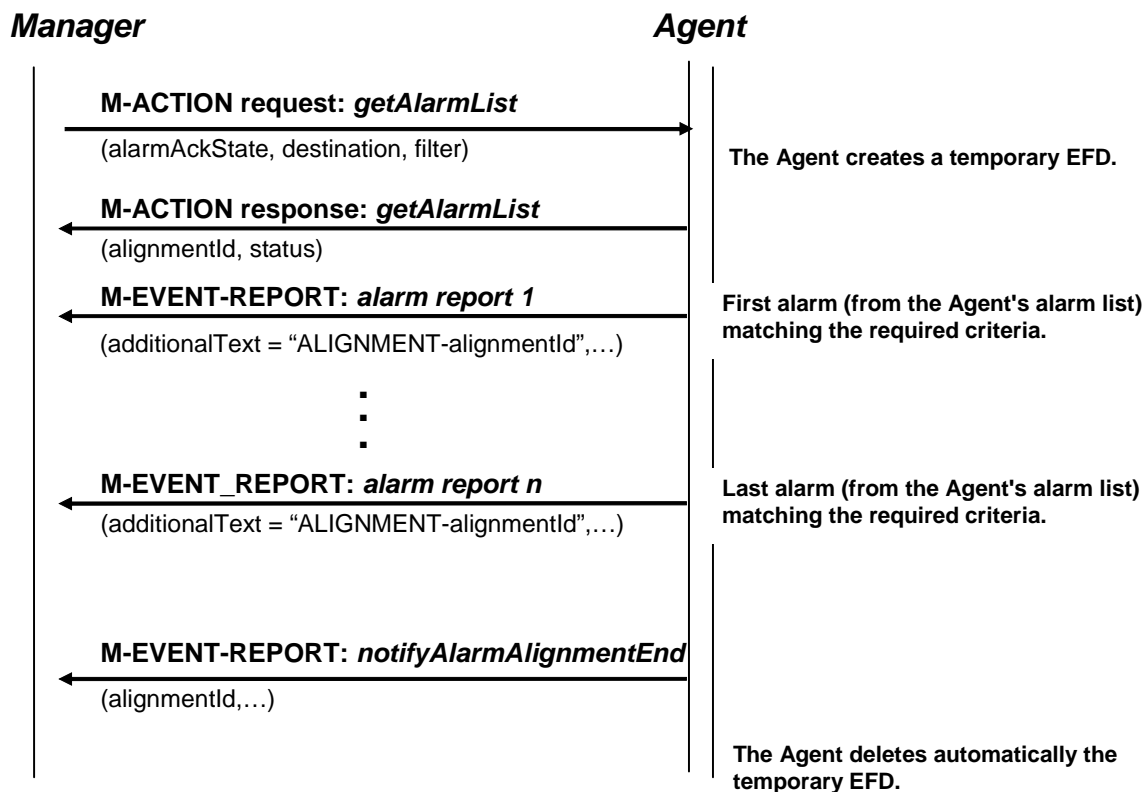 Manager
Agent
M-ACTION request: getAlarmList
(alarmAckState, destination, filter)
The Agent creates a temporary EFD.
M-ACTION response: getAlarmList
(alignmentId, status)
M-EVENT-REPORT: alarm report 1
(additionalText = “ALIGNMENT-alignmentId”,…)
First alarm (from the Agent's alarm list)
matching the required criteria.
M-EVENT_REPORT: alarm report n
(additionalText = “ALIGNMENT-alignmentId”,…)
Last alarm (from the Agent's alarm list)
matching the required criteria.
M-EVENT-REPORT: notifyAlarmAlignmentEnd
(alignmentId,…)
The Agent deletes automatically the
temporary EFD.